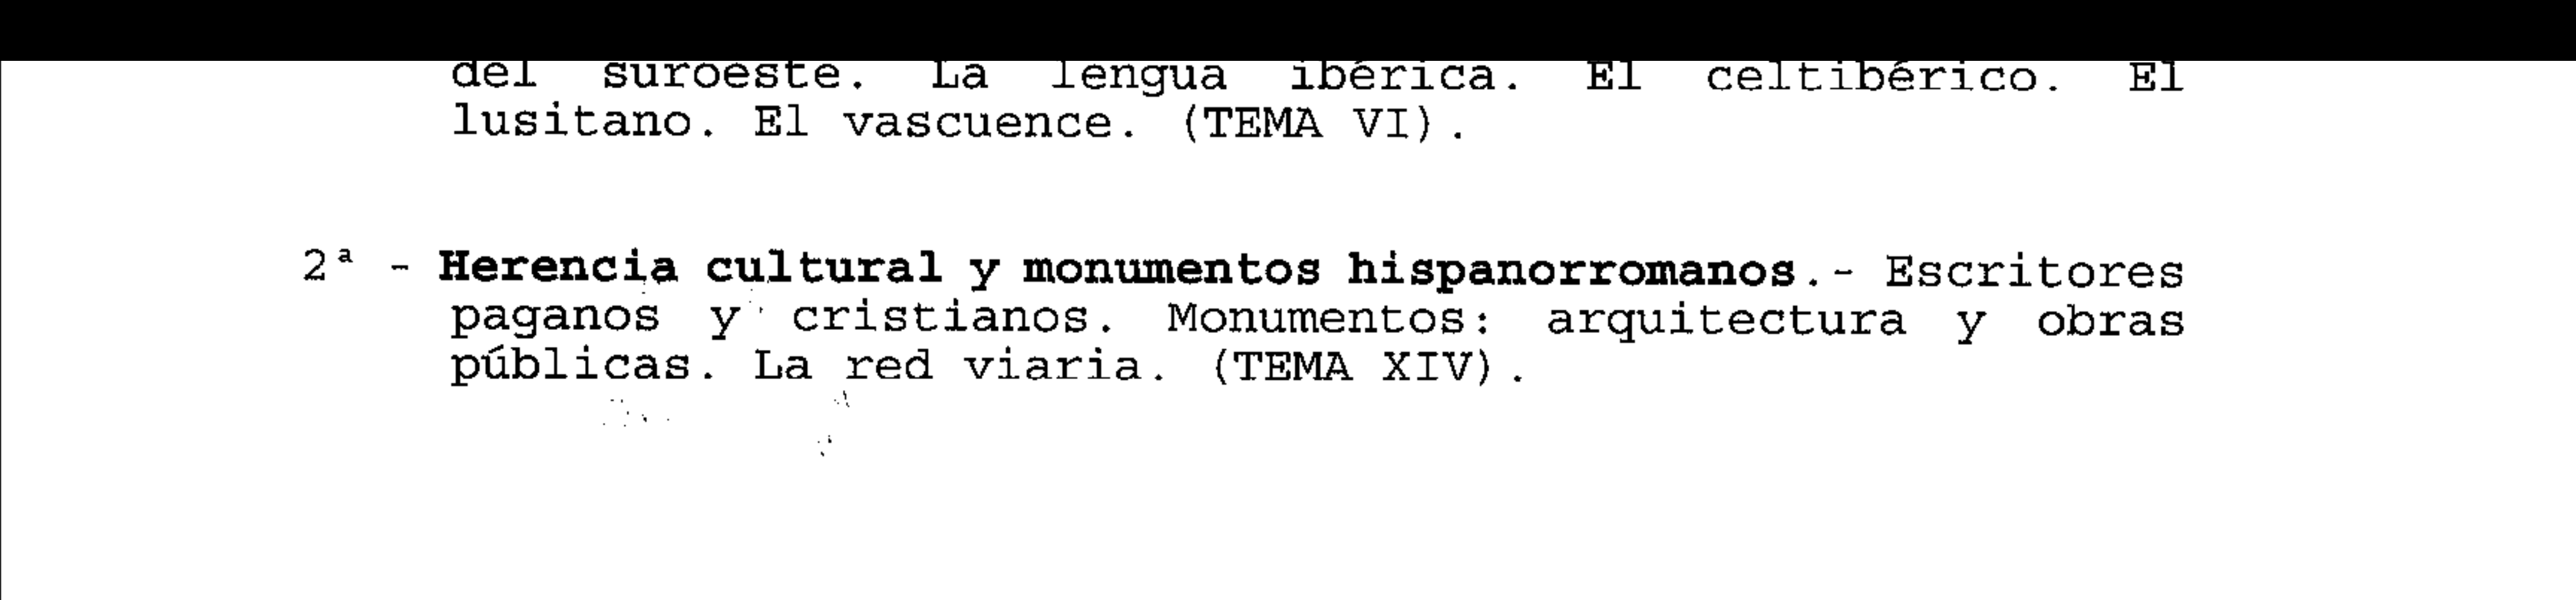 del suroeste. La lengua ibérica. El celtibérico. El
lusitano. El vascuence. (TEMA VI).
2ª - Herencia cultural y monumentos hispanorromanos.- Escritores
paganos y cristianos. Monumentos: arquitectura y obras
públicas. La red viaria. (TEMA XIV).